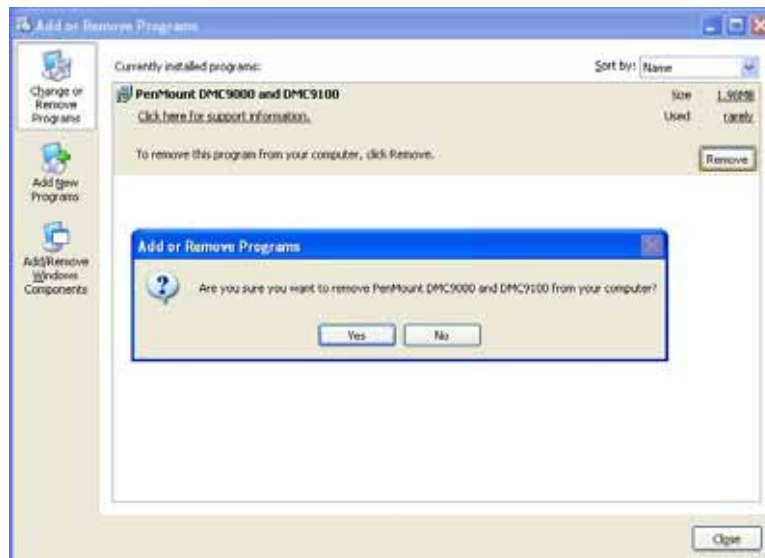 Add or Remove Programs
Change or
Remove
Programs
Add New
Programs
Add/Remove
Windows
Components
Currently installed programs:
Sort by: Name
PenMount DMC9000 and DMC9100
Size 1.90MB
Click here for support information.
Used rarely
To remove this program from your computer, click Remove.
Remove
Add or Remove Programs
Are you sure you want to remove PenMount DMC9000 and DMC9100 from your computer?
Yes No
Close